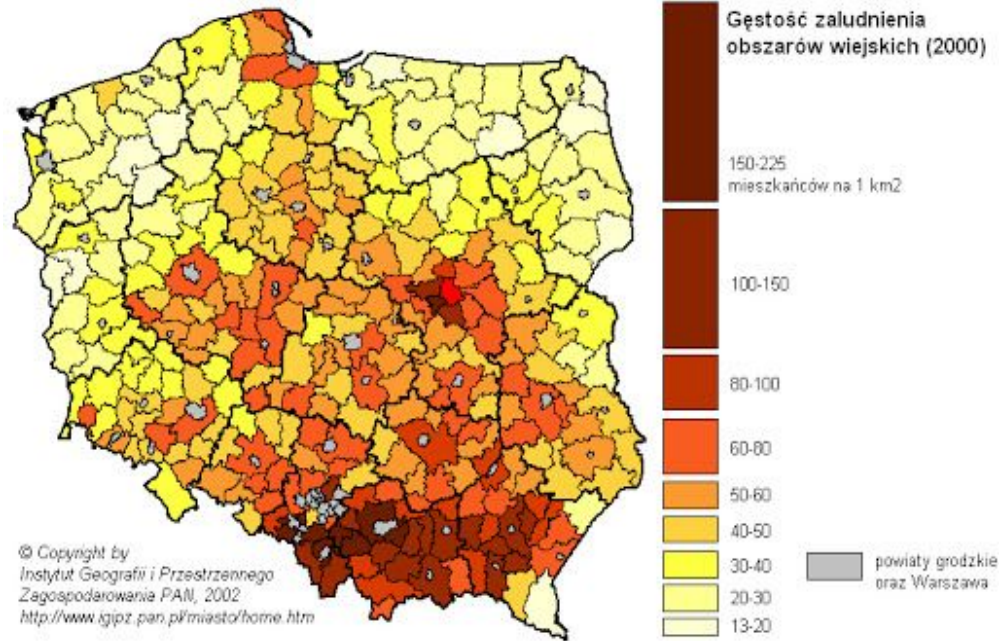 Gęstość zaludnienia
obszarów wiejskich (2000)
150-225
mieszkańców na 1 km2
100-150
80-100
60-80
50-60
40-50
30-40
20-30
13-20
powiaty grodzkie
oraz Warszawa
© Copyright by
Instytut Geografii i Przestrzennego
Zagospodarowania PAN, 2002
http://www.igipz.pan.pl/miasto/home.htm